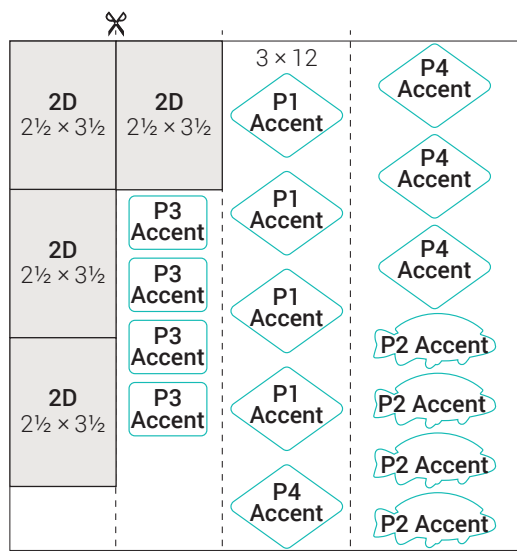 2D
2½ × 3½
2D
2½ × 3½
2D
2½ × 3½
2D
2½ × 3½
P3
Accent
P3
Accent
P3
Accent
P3
Accent
3 × 12
P1
Accent
P1
Accent
P1
Accent
P1
Accent
P4
Accent
P4
Accent
P4
Accent
P4
Accent
P2 Accent
P2 Accent
P2 Accent
P2 Accent